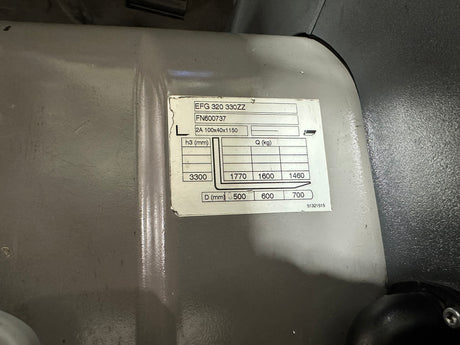 EFG 320 330ZZ
FN600737
2A 100x40x1150
h3 (mm) Q (kg)
3300 1770 1600 1460
D (mm) 500 600 700
51321515